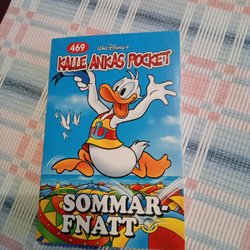 469
Walt Disney's
KALLE ANKAS POCKET
SOMMAR-
FNATT